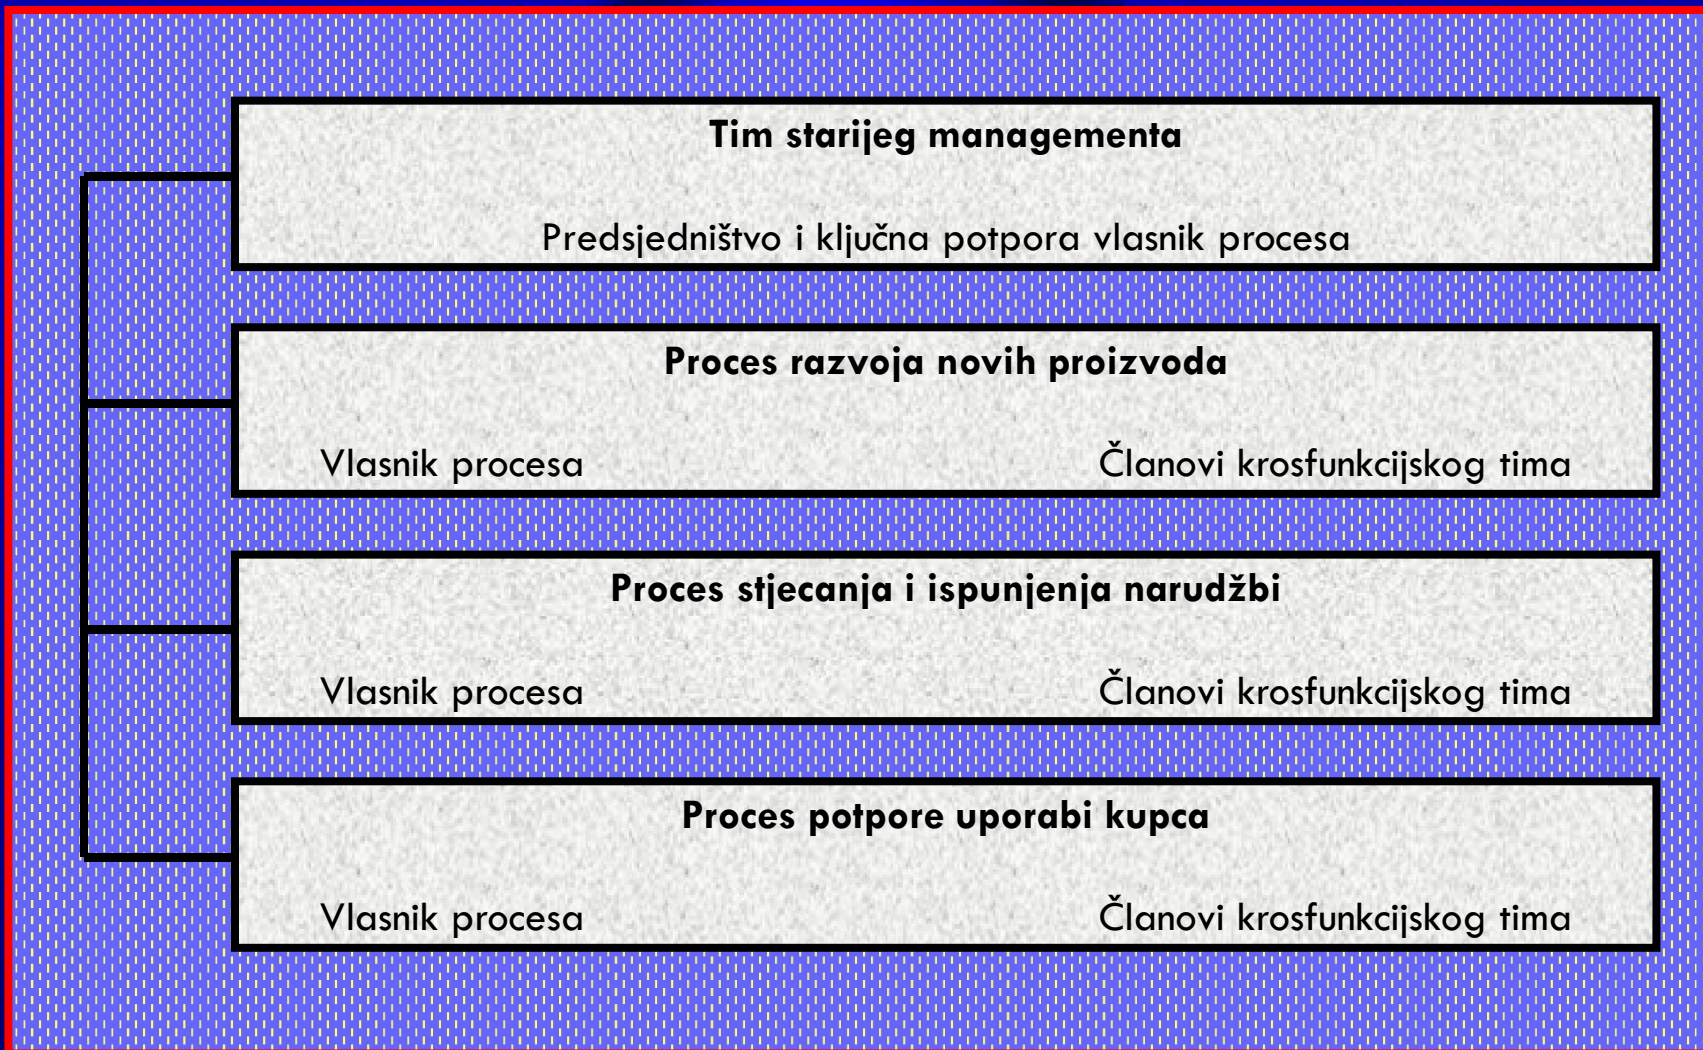 Tim starijeg managementa
Predsjedništvo i ključna potpora vlasnik procesa
Proces razvoja novih proizvoda
Vlasnik procesa Članovi krosfunkcijskog tima
Proces stjecanja i ispunjenja narudžbi
Vlasnik procesa Članovi krosfunkcijskog tima
Proces potpore uporabi kupca
Vlasnik procesa Članovi krosfunkcijskog tima